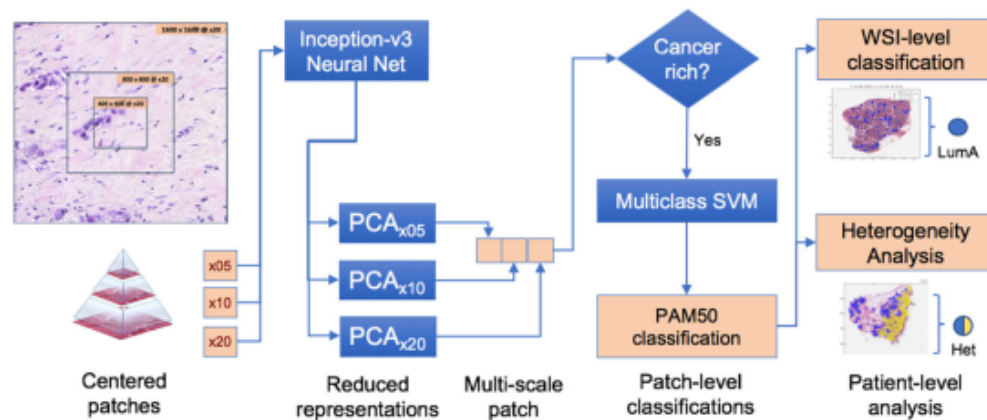 1600 x 1600 @ x20
800 x 800 @ x20
400 x 400 @ x20
x05
x10
x20
Centered
patches
Inception-v3
Neural Net
PCAx05
PCAx10
PCAx20
Reduced
representations
Multi-scale
patch
Cancer
rich?
Yes
Multiclass SVM
PAM50
classification
Patch-level
classifications
WSI-level
classification
LumA
Heterogeneity
Analysis
Het
Patient-level
analysis